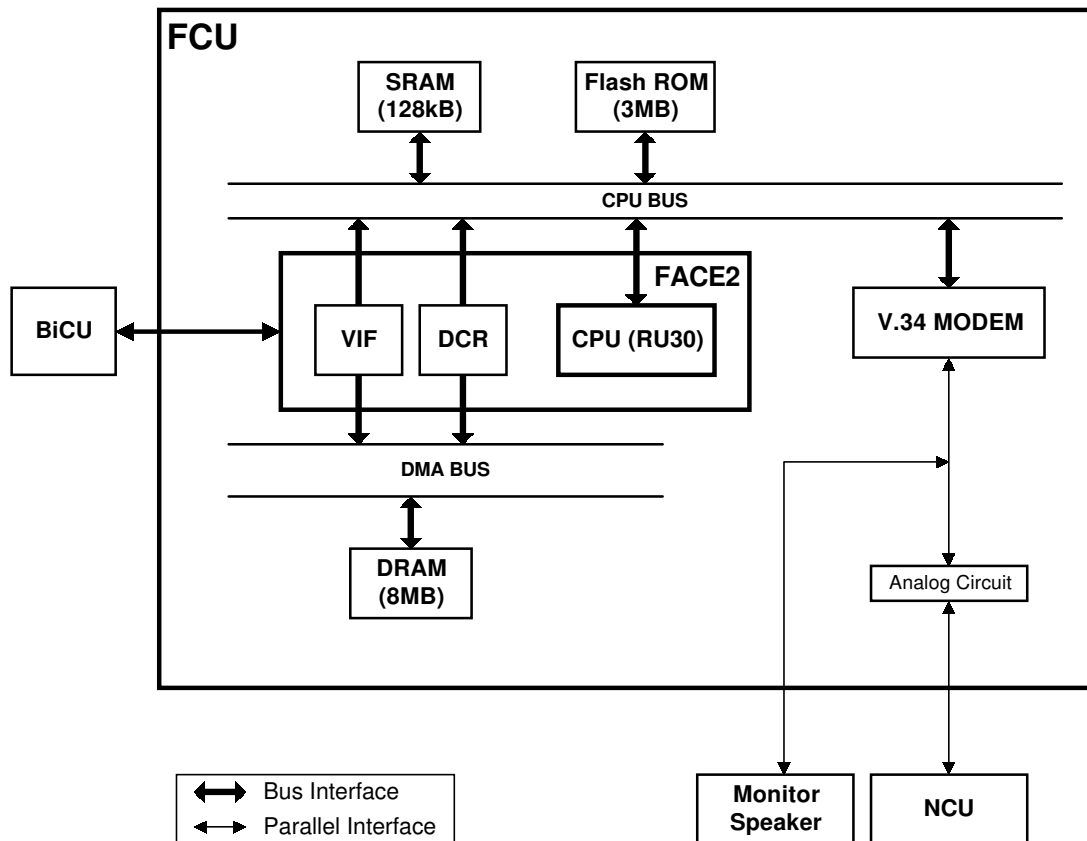 FCU
SRAM
(128kB)
Flash ROM
(3MB)
CPU BUS
FACE2
BiCU
VIF
DCR
CPU (RU30)
V.34 MODEM
DMA BUS
DRAM
(8MB)
Analog Circuit
Bus Interface
Parallel Interface
Monitor
Speaker
NCU